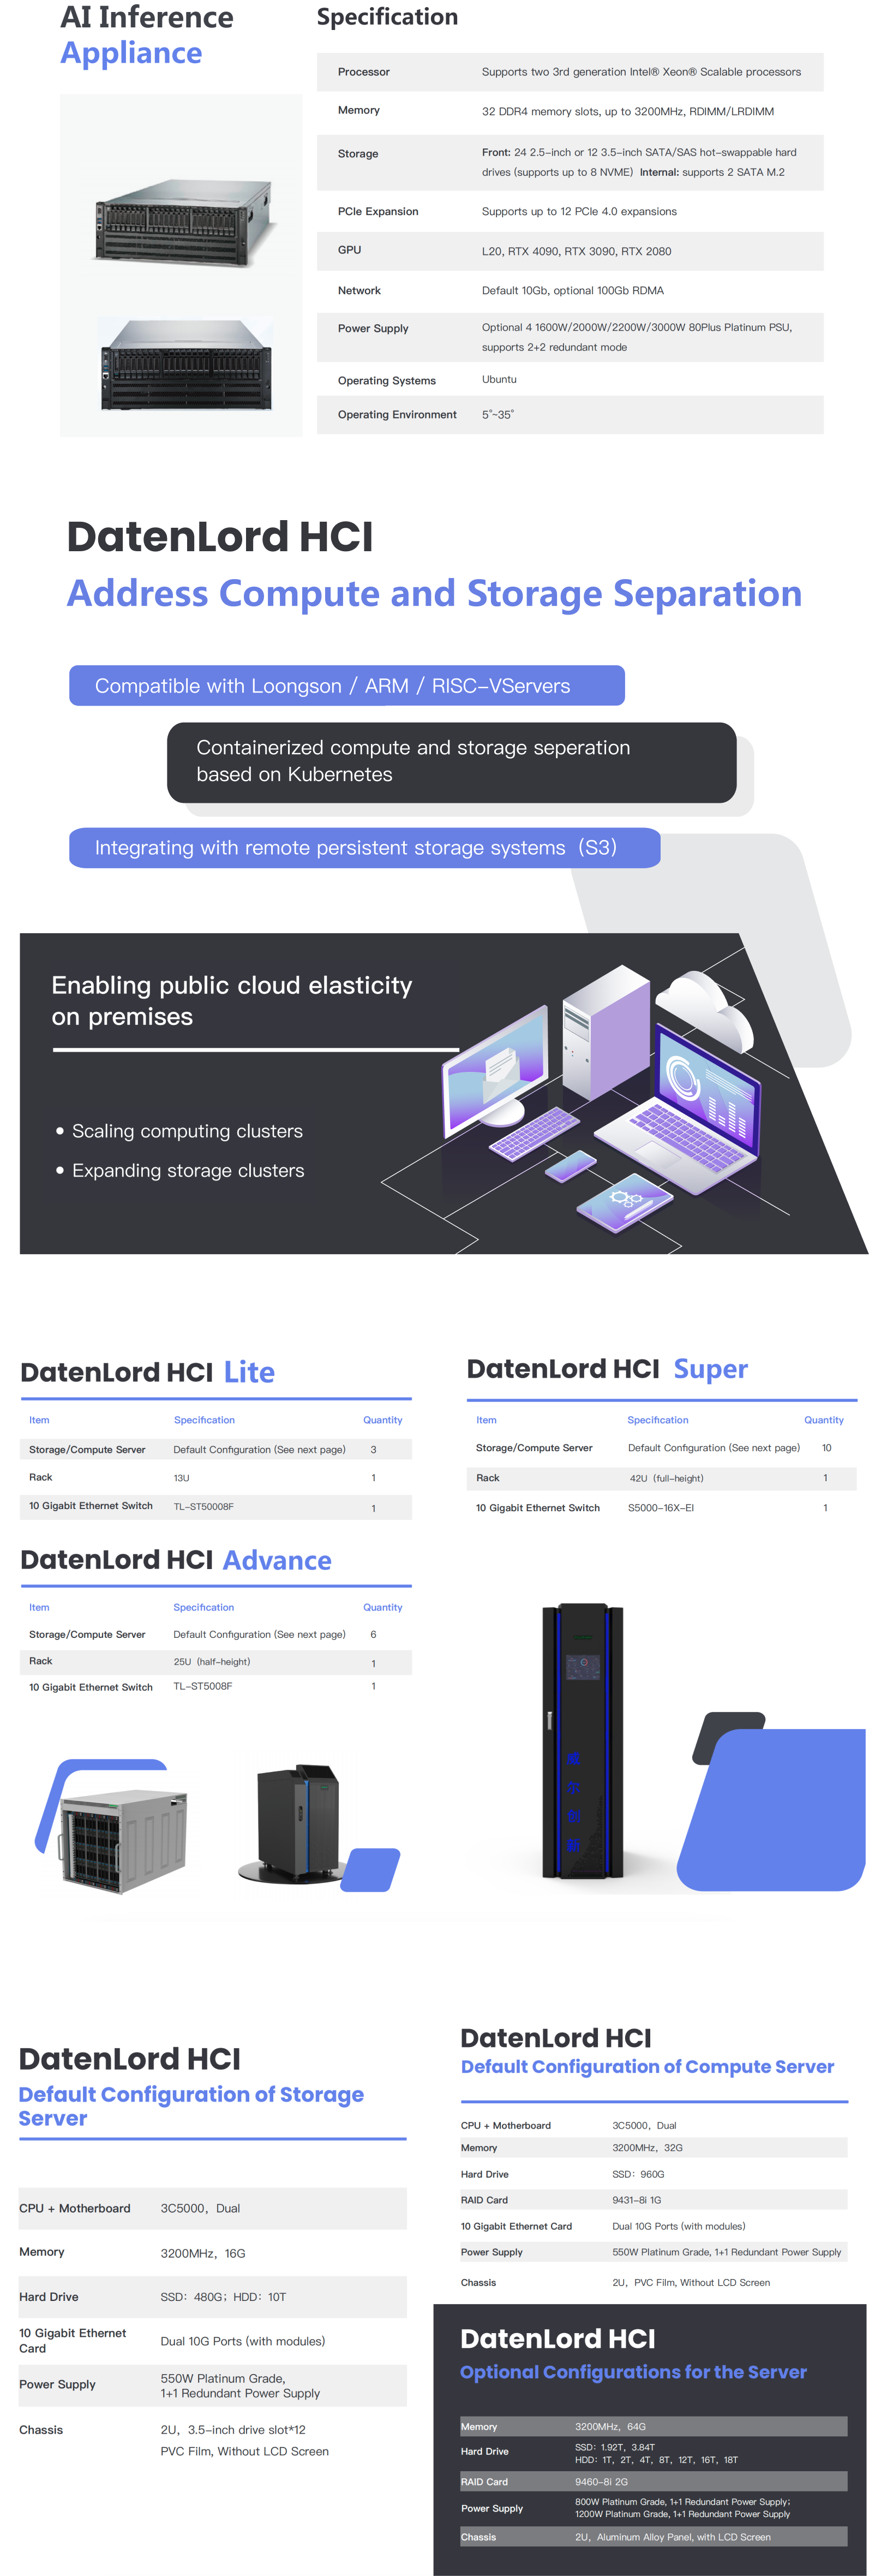 AI Inference
Appliance
Specification
Processor Supports two 3rd generation Intel® Xeon® Scalable processors
Memory 32 DDR4 memory slots, up to 3200MHz, RDIMM/LRDIMM
Storage Front: 24 2.5-inch or 12 3.5-inch SATA/SAS hot-swappable hard
drives (supports up to 8 NVME) Internal: supports 2 SATA M.2
PCIe Expansion Supports up to 12 PCIe 4.0 expansions
GPU L20, RTX 4090, RTX 3090, RTX 2080
Network Default 10Gb, optional 100Gb RDMA
Power Supply Optional 4 1600W/2000W/2200W/3000W 80Plus Platinum PSU,
supports 2+2 redundant mode
Operating Systems Ubuntu
Operating Environment 5°~35°
DatenLord HCI
Address Compute and Storage Separation
Compatible with Loongson / ARM / RISC-VServers
Containerized compute and storage seperation
based on Kubernetes
Integrating with remote persistent storage systems（S3）
Enabling public cloud elasticity
on premises
• Scaling computing clusters
• Expanding storage clusters
DatenLord HCI Lite
Item Specification Quantity
Storage/Compute Server Default Configuration (See next page) 3
Rack 13U 1
10 Gigabit Ethernet Switch TL-ST50008F 1
DatenLord HCI Advance
Item Specification Quantity
Storage/Compute Server Default Configuration (See next page) 6
Rack 25U（half-height） 1
10 Gigabit Ethernet Switch TL-ST5008F 1
DatenLord HCI Super
Item Specification Quantity
Storage/Compute Server Default Configuration (See next page) 10
Rack 42U（full-height） 1
10 Gigabit Ethernet Switch S5000-16X-EI 1
DatenLord HCI
Default Configuration of Storage
Server
CPU + Motherboard 3C5000，Dual
Memory 3200MHz，16G
Hard Drive SSD：480G；HDD：10T
10 Gigabit Ethernet
Card Dual 10G Ports (with modules)
Power Supply 550W Platinum Grade,
1+1 Redundant Power Supply
Chassis 2U，3.5-inch drive slot*12
PVC Film, Without LCD Screen
DatenLord HCI
Default Configuration of Compute Server
CPU + Motherboard 3C5000，Dual
Memory 3200MHz，32G
Hard Drive SSD：960G
RAID Card 9431-8i 1G
10 Gigabit Ethernet Card Dual 10G Ports (with modules)
Power Supply 550W Platinum Grade, 1+1 Redundant Power Supply
Chassis 2U，PVC Film, Without LCD Screen
DatenLord HCI
Optional Configurations for the Server
Memory 3200MHz，64G
Hard Drive SSD：1.92T，3.84T
HDD：1T，2T，4T，8T，12T，16T，18T
RAID Card 9460-8i 2G
Power Supply 800W Platinum Grade, 1+1 Redundant Power Supply；
1200W Platinum Grade, 1+1 Redundant Power Supply
Chassis 2U，Aluminum Alloy Panel, with LCD Screen